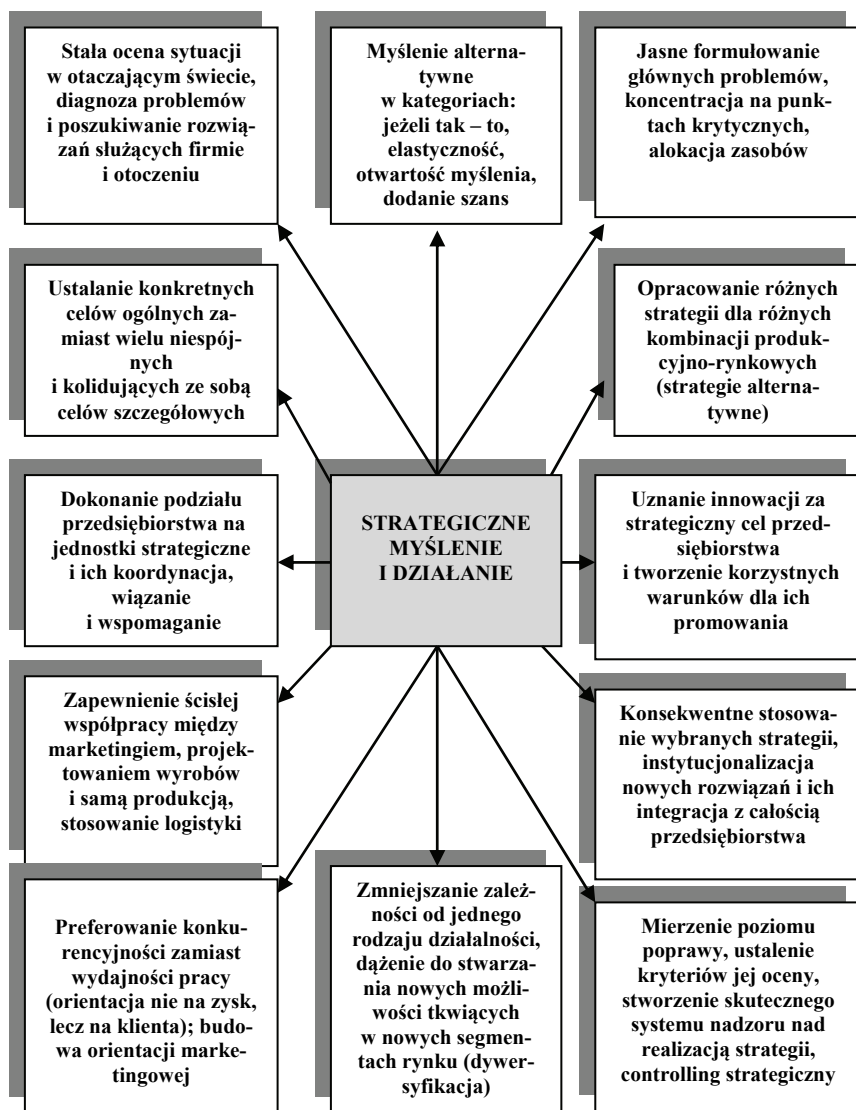 Stała ocena sytuacji
w otaczającym świecie,
diagnoza problemów
i poszukiwanie rozwią-
zań służących firmie
i otoczeniu
Myślenie alterna-
tywne
w kategoriach:
jeżeli tak – to,
elastyczność,
otwartość myślenia,
dodanie szans
Jasne formułowanie
głównych problemów,
koncentracja na punk-
tach krytycznych,
alokacja zasobów
Ustalanie konkretnych
celów ogólnych za-
miast wielu niespój-
nych
i kolidujących ze sobą
celów szczegółowych
Opracowanie różnych
strategii dla różnych
kombinacji produk-
cyjno-rynkowych
(strategie alterna-
tywne)
Dokonanie podziału
przedsiębiorstwa na
jednostki strategiczne
i ich koordynacja,
wiązanie
i wspomaganie
STRATEGICZNE
MYŚLENIE
I DZIAŁANIE
Uznanie innowacji za
strategiczny cel przed-
siębiorstwa
i tworzenie korzystnych
warunków dla ich
promowania
Zapewnienie ścisłej
współpracy między
marketingiem, projek-
towaniem wyrobów
i samą produkcją,
stosowanie logistyki
Konsekwentne stosowa-
nie wybranych strategii,
instytucjonalizacja
nowych rozwiązań i ich
integracja z całością
przedsiębiorstwa
Preferowanie konku-
rencyjności zamiast
wydajności pracy
(orientacja nie na zysk,
lecz na klienta); budo-
wa orientacji marke-
tingowej
Zmniejszanie zależ-
ności od jednego
rodzaju działalności,
dążenie do stwarza-
nia nowych możli-
wości tkwiących
w nowych segmen-
tach rynku (dywer-
syfikacja)
Mierzenie poziomu
poprawy, ustalenie
kryteriów jej oceny,
stworzenie skutecznego
systemu nadzoru nad
realizacją strategii,
controlling strategiczny